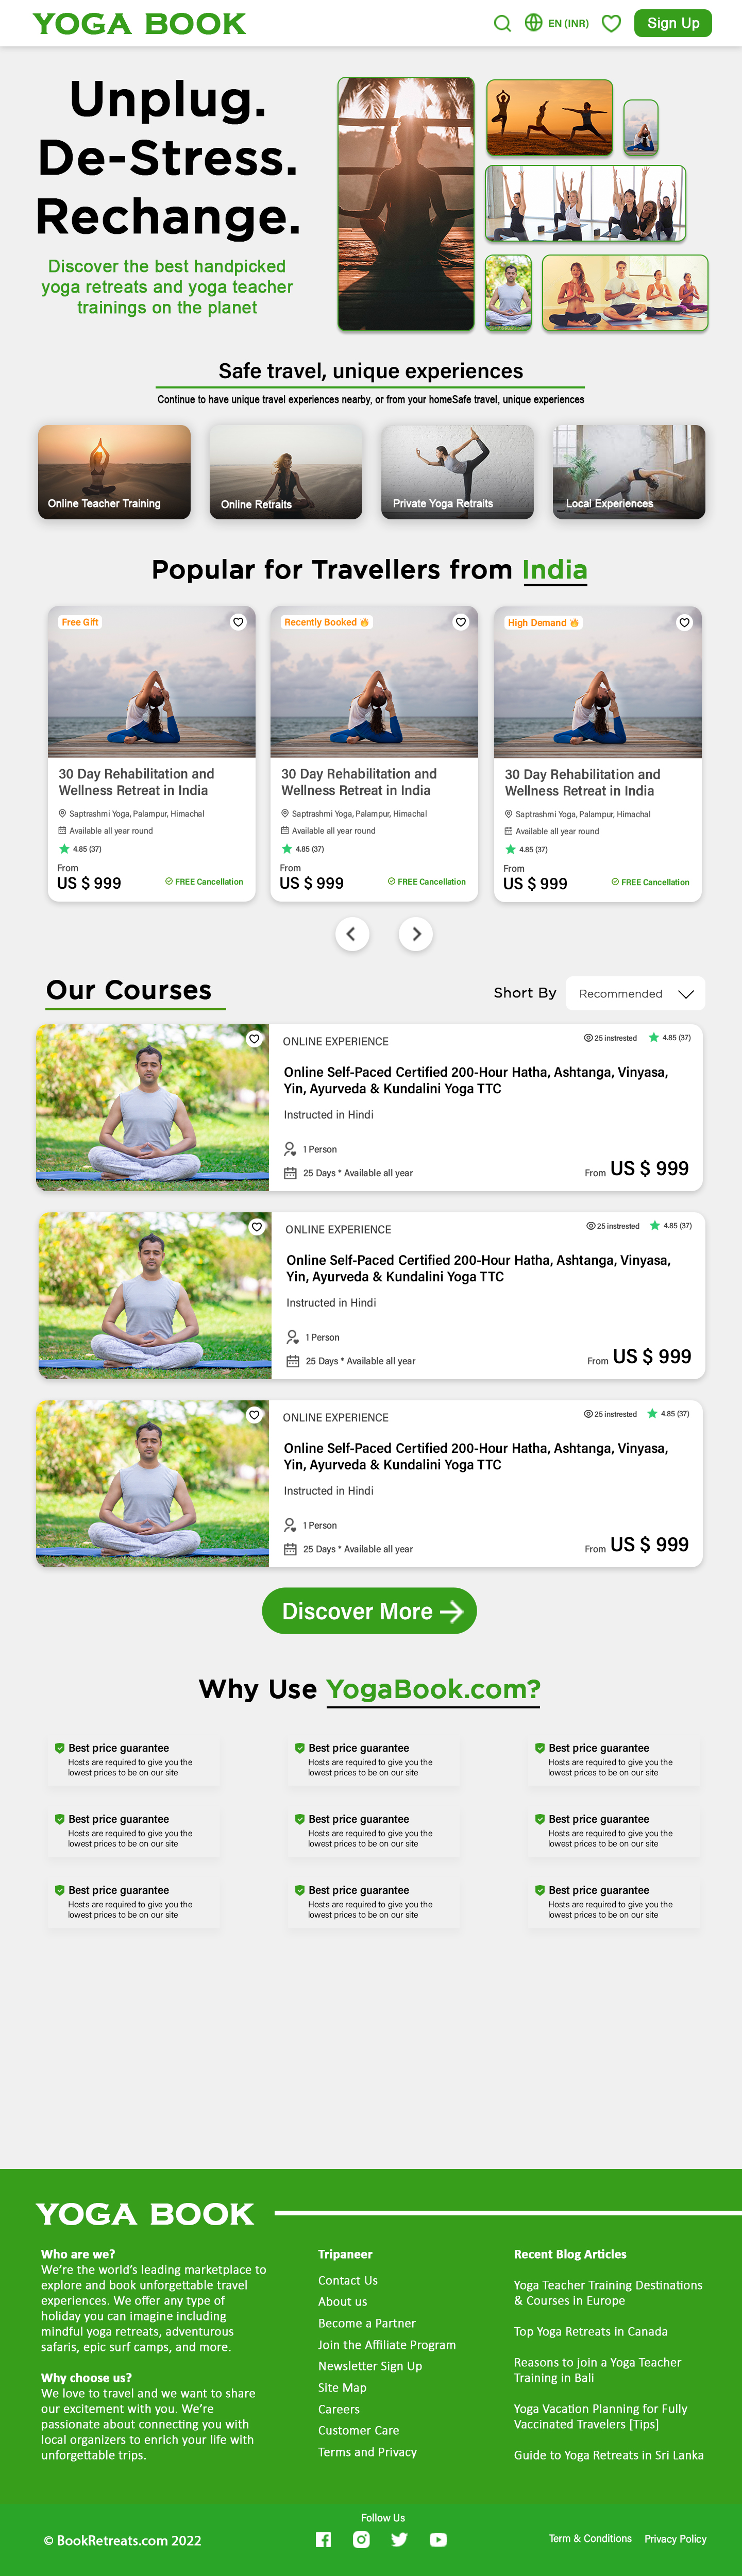 YOGA BOOK
EN (INR)
Sign Up
Unplug.
De-Stress.
Rechange.
Discover the best handpicked
yoga retreats and yoga teacher
trainings on the planet
Safe travel, unique experiences
Continue to have unique travel experiences nearby, or from your homeSafe travel, unique experiences
Online Teacher Training
Online Retraits
Private Yoga Retraits
Local Experiences
Popular for Travellers from India
Free Gift
30 Day Rehabilitation and
Wellness Retreat in India
Saptrashmi Yoga, Palampur, Himachal
Available all year round
4.85 (37)
From
US $ 999
FREE Cancellation
Recently Booked
30 Day Rehabilitation and
Wellness Retreat in India
Saptrashmi Yoga, Palampur, Himachal
Available all year round
4.85 (37)
From
US $ 999
FREE Cancellation
High Demand
30 Day Rehabilitation and
Wellness Retreat in India
Saptrashmi Yoga, Palampur, Himachal
Available all year round
4.85 (37)
From
US $ 999
FREE Cancellation
Our Courses
Short By
Recommended
ONLINE EXPERIENCE
25 instrested
4.85 (37)
Online Self-Paced Certified 200-Hour Hatha, Ashtanga, Vinyasa,
Yin, Ayurveda & Kundalini Yoga TTC
Instructed in Hindi
1 Person
25 Days * Available all year
From US $ 999
ONLINE EXPERIENCE
25 instrested
4.85 (37)
Online Self-Paced Certified 200-Hour Hatha, Ashtanga, Vinyasa,
Yin, Ayurveda & Kundalini Yoga TTC
Instructed in Hindi
1 Person
25 Days * Available all year
From US $ 999
ONLINE EXPERIENCE
25 instrested
4.85 (37)
Online Self-Paced Certified 200-Hour Hatha, Ashtanga, Vinyasa,
Yin, Ayurveda & Kundalini Yoga TTC
Instructed in Hindi
1 Person
25 Days * Available all year
From US $ 999
Discover More
Why Use YogaBook.com?
Best price guarantee
Hosts are required to give you the
lowest prices to be on our site
Best price guarantee
Hosts are required to give you the
lowest prices to be on our site
Best price guarantee
Hosts are required to give you the
lowest prices to be on our site
Best price guarantee
Hosts are required to give you the
lowest prices to be on our site
Best price guarantee
Hosts are required to give you the
lowest prices to be on our site
Best price guarantee
Hosts are required to give you the
lowest prices to be on our site
Best price guarantee
Hosts are required to give you the
lowest prices to be on our site
Best price guarantee
Hosts are required to give you the
lowest prices to be on our site
Best price guarantee
Hosts are required to give you the
lowest prices to be on our site
YOGA BOOK
Who are we?
We're the world's leading marketplace to
explore and book unforgettable travel
experiences. We offer any type of
holiday you can imagine including
mindful yoga retreats, adventurous
safaris, epic surf camps, and more.
Why choose us?
We love to travel and we want to share
our excitement with you. We're
passionate about connecting you with
local organizers to enrich your life with
unforgettable trips.
Tripaneer
Contact Us
About us
Become a Partner
Join the Affiliate Program
Newsletter Sign Up
Site Map
Careers
Customer Care
Terms and Privacy
Recent Blog Articles
Yoga Teacher Training Destinations
& Courses in Europe
Top Yoga Retreats in Canada
Reasons to join a Yoga Teacher
Training in Bali
Yoga Vacation Planning for Fully
Vaccinated Travelers [Tips]
Guide to Yoga Retreats in Sri Lanka
Follow Us
© BookRetreats.com 2022
Term & Conditions
Privacy Policy